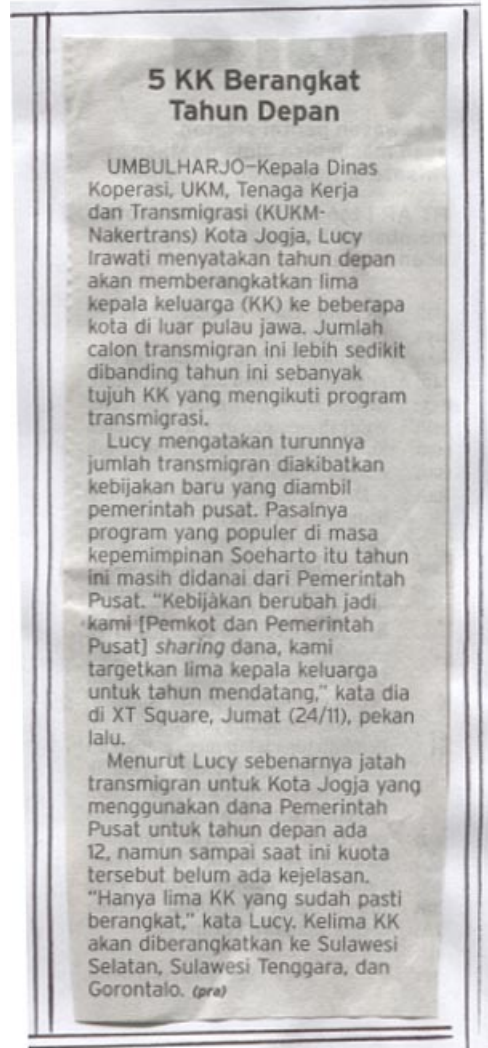 5 KK Berangkat
Tahun Depan
UMBULHARJO–Kepala Dinas
Koperasi, UKM, Tenaga Kerja
dan Transmigrasi (KUKM-
Nakertrans) Kota Jogja, Lucy
Irawati menyatakan tahun depan
akan memberangkatkan lima
kepala keluarga (KK) ke beberapa
kota di luar pulau jawa. Jumlah
calon transmigran ini lebih sedikit
dibanding tahun ini sebanyak
tujuh KK yang mengikuti program
transmigrasi.
Lucy mengatakan turunnya
jumlah transmigran diakibatkan
kebijakan baru yang diambil
pemerintah pusat. Pasalnya
program yang populer di masa
kepemimpinan Soeharto itu tahun
ini masih didanai dari Pemerintah
Pusat. "Kebijakan berubah jadi
kami [Pemkot dan Pemerintah
Pusat] sharing dana, kami
targetkan lima kepala keluarga
untuk tahun mendatang," kata dia
di XT Square, Jumat (24/11), pekan
lalu.
Menurut Lucy sebenarnya jatah
transmigran untuk Kota Jogja yang
menggunakan dana Pemerintah
Pusat untuk tahun depan ada
12, namun sampai saat ini kuota
tersebut belum ada kejelasan.
"Hanya lima KK yang sudah pasti
berangkat," kata Lucy. Kelima KK
akan diberangkatkan ke Sulawesi
Selatan, Sulawesi Tenggara, dan
Gorontalo. (pra)